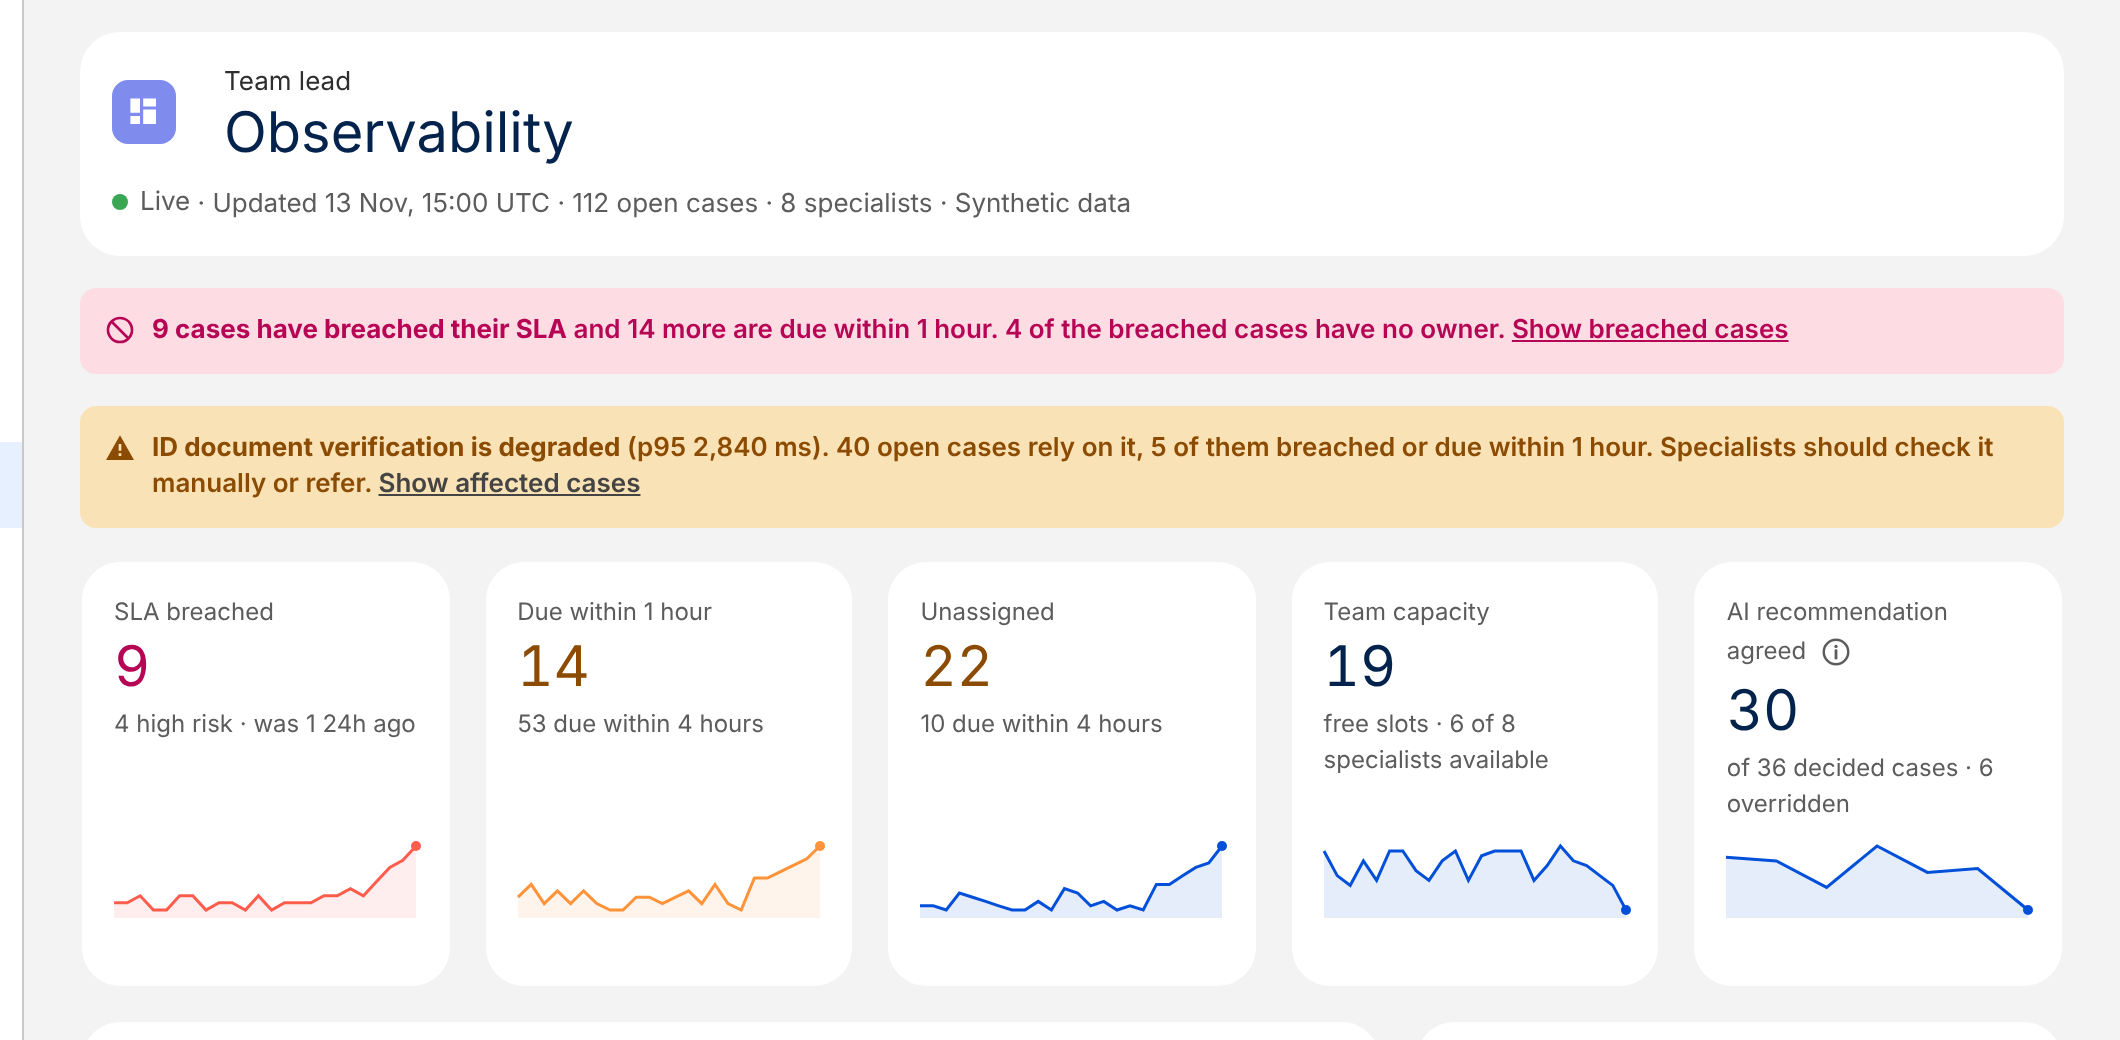 Team lead
Observability
Live · Updated 13 Nov, 15:00 UTC · 112 open cases · 8 specialists · Synthetic data
9 cases have breached their SLA and 14 more are due within 1 hour. 4 of the breached cases have no owner. Show breached cases
ID document verification is degraded (p95 2,840 ms). 40 open cases rely on it, 5 of them breached or due within 1 hour. Specialists should check it
manually or refer. Show affected cases
SLA breached
9
4 high risk · was 1 24h ago
Due within 1 hour
14
53 due within 4 hours
Unassigned
22
10 due within 4 hours
Team capacity
19
free slots · 6 of 8
specialists available
AI recommendation
agreed
30
of 36 decided cases · 6
overridden